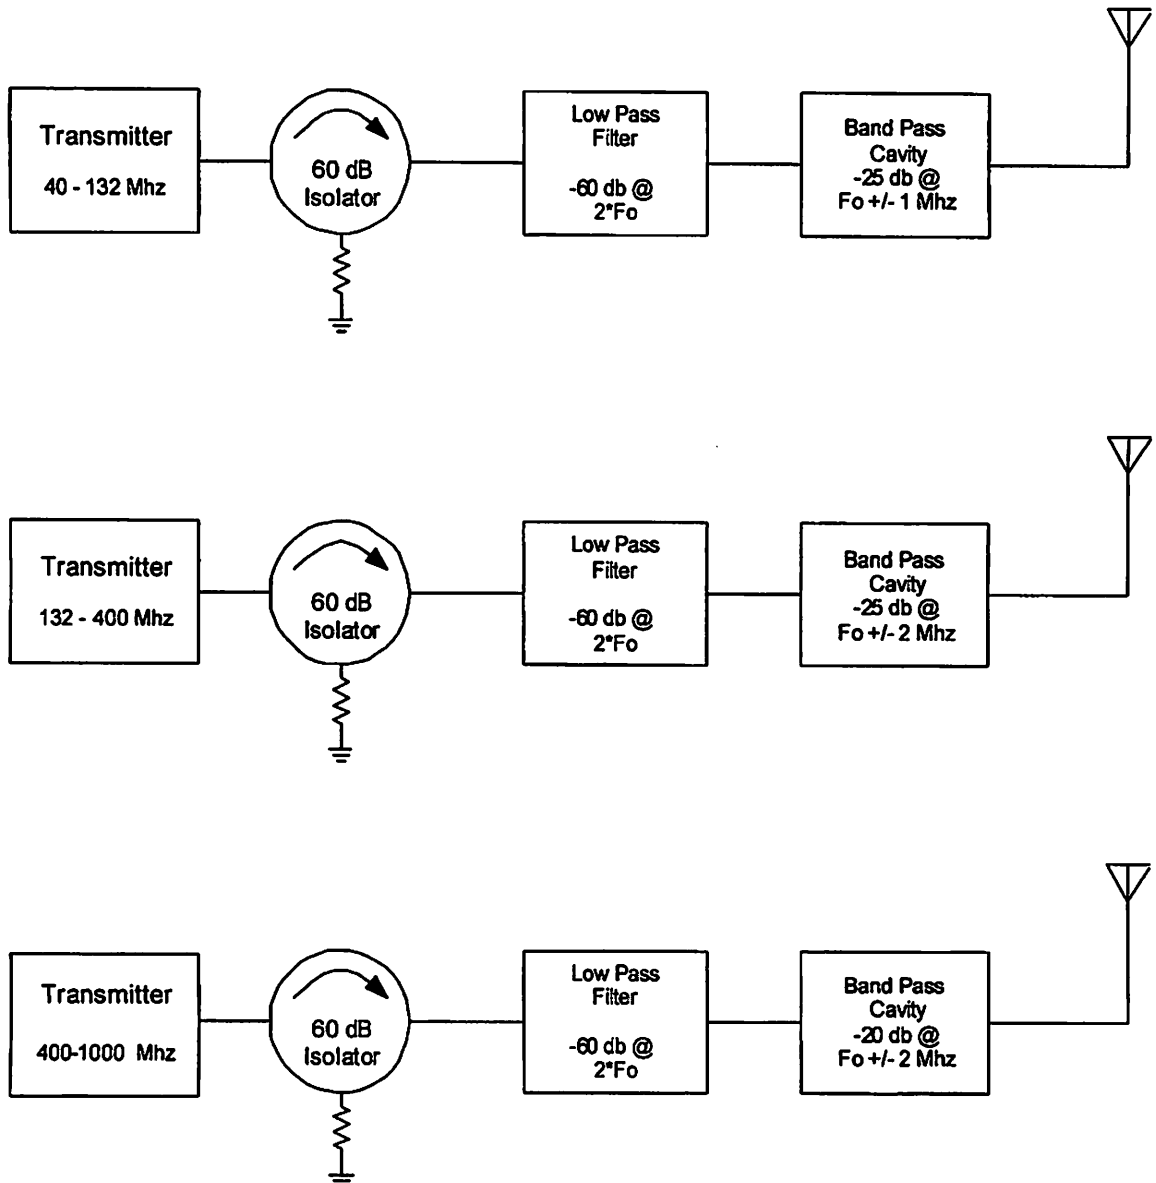 Transmitter
40 - 132 Mhz
60 dB
Isolator
Low Pass
Filter
-60 db @
2*Fo
Band Pass
Cavity
-25 db @
Fo +/- 1 Mhz
Transmitter
132 - 400 Mhz
60 dB
Isolator
Low Pass
Filter
-60 db @
2*Fo
Band Pass
Cavity
-25 db @
Fo +/- 2 Mhz
Transmitter
400-1000 Mhz
60 dB
Isolator
Low Pass
Filter
-60 db @
2*Fo
Band Pass
Cavity
-20 db @
Fo +/- 2 Mhz